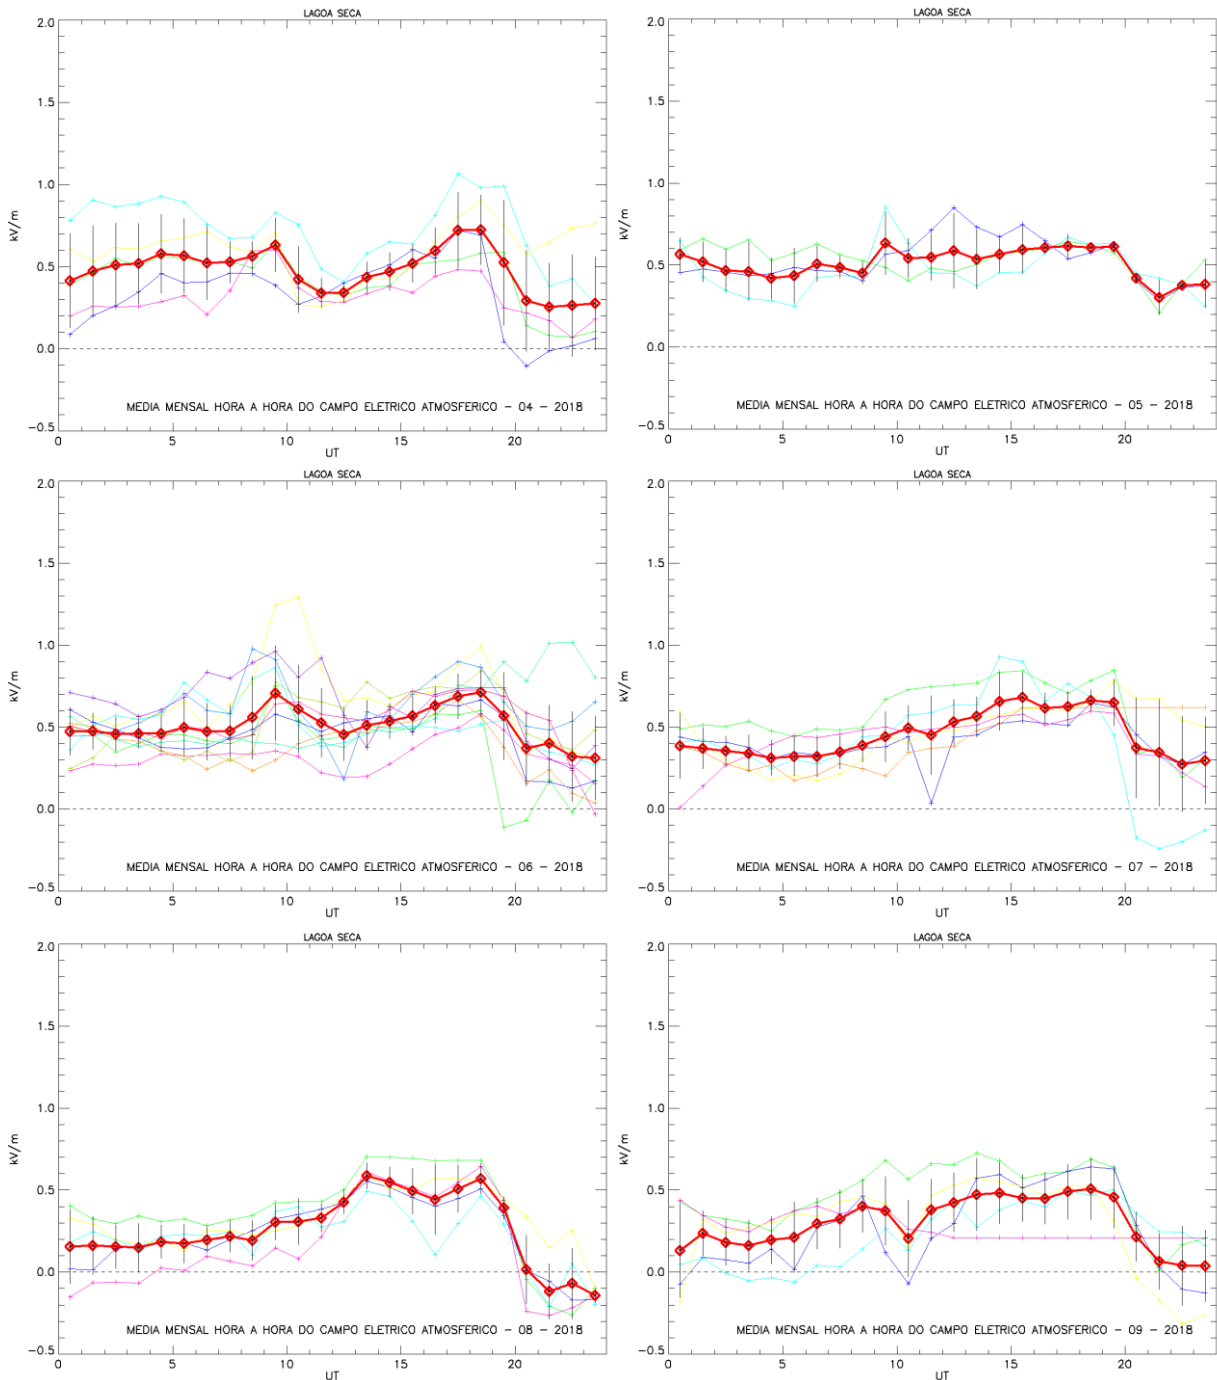 LAGOA SECA
2.0
1.5
1.0
0.5
0.0
-0.5
kV/m
MEDIA MENSAL HORA A HORA DO CAMPO ELETRICO ATMOSFERICO - 04 - 2018
0 5 10 15 20
UT
LAGOA SECA
2.0
1.5
1.0
0.5
0.0
-0.5
kV/m
MEDIA MENSAL HORA A HORA DO CAMPO ELETRICO ATMOSFERICO - 05 - 2018
0 5 10 15 20
UT
LAGOA SECA
2.0
1.5
1.0
0.5
0.0
-0.5
kV/m
MEDIA MENSAL HORA A HORA DO CAMPO ELETRICO ATMOSFERICO - 06 - 2018
0 5 10 15 20
UT
LAGOA SECA
2.0
1.5
1.0
0.5
0.0
-0.5
kV/m
MEDIA MENSAL HORA A HORA DO CAMPO ELETRICO ATMOSFERICO - 07 - 2018
0 5 10 15 20
UT
LAGOA SECA
2.0
1.5
1.0
0.5
0.0
-0.5
kV/m
MEDIA MENSAL HORA A HORA DO CAMPO ELETRICO ATMOSFERICO - 08 - 2018
0 5 10 15 20
UT
LAGOA SECA
2.0
1.5
1.0
0.5
0.0
-0.5
kV/m
MEDIA MENSAL HORA A HORA DO CAMPO ELETRICO ATMOSFERICO - 09 - 2018
0 5 10 15 20
UT